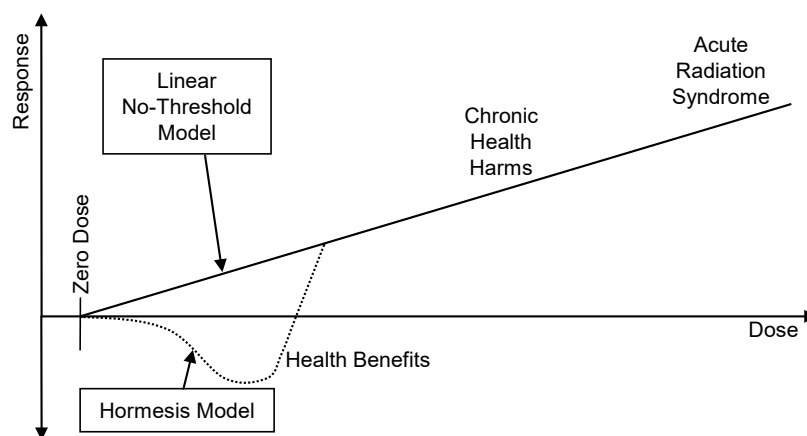 Response
Linear
No-Threshold
Model
Chronic
Health
Harms
Acute
Radiation
Syndrome
Zero Dose
Dose
Health Benefits
Hormesis Model